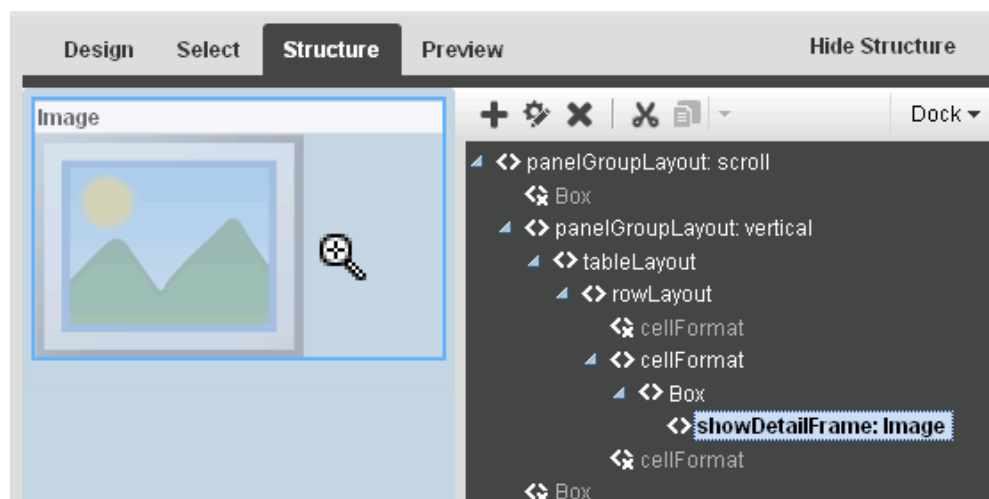 Design Select Structure Preview Hide Structure
Image
Dock
panelGroupLayout: scroll
Box
panelGroupLayout: vertical
tableLayout
rowLayout
cellFormat
cellFormat
Box
showDetailFrame: Image
cellFormat
Box